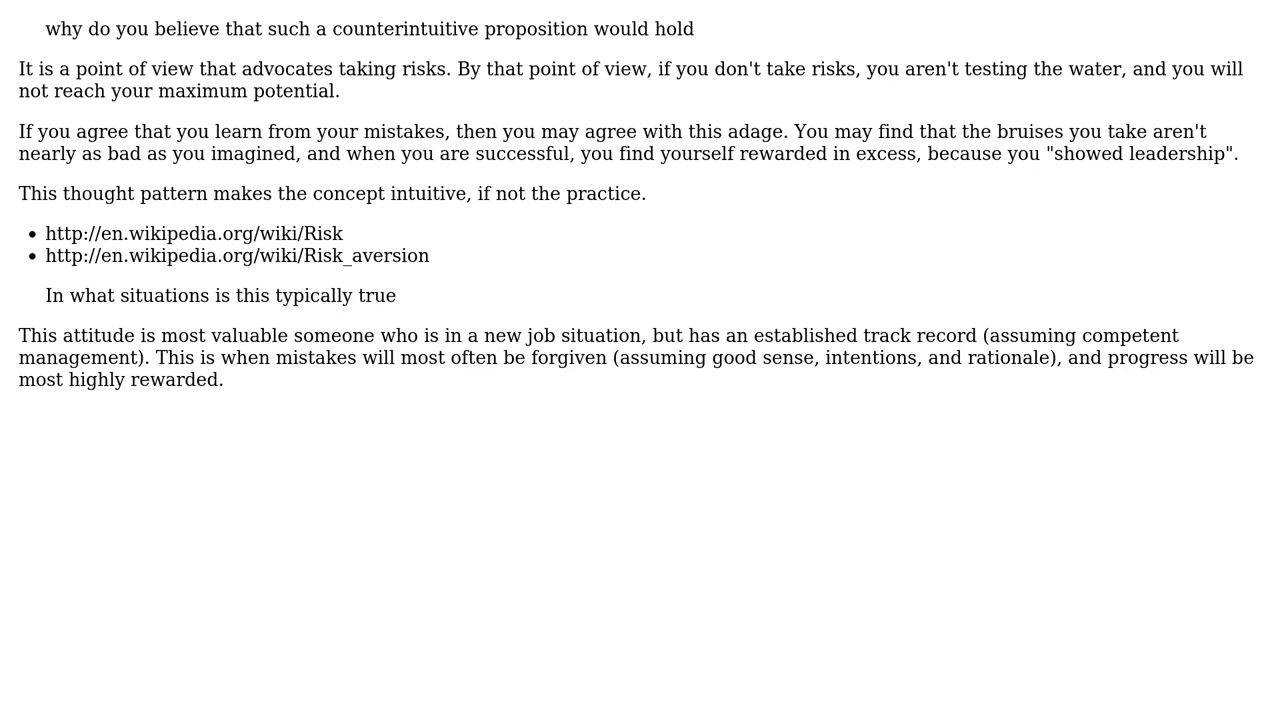 why do you believe that such a counterintuitive proposition would hold
It is a point of view that advocates taking risks. By that point of view, if you don't take risks, you aren't testing the water, and you will
not reach your maximum potential.
If you agree that you learn from your mistakes, then you may agree with this adage. You may find that the bruises you take aren't
nearly as bad as you imagined, and when you are successful, you find yourself rewarded in excess, because you "showed leadership".
This thought pattern makes the concept intuitive, if not the practice.
• http://en.wikipedia.org/wiki/Risk
• http://en.wikipedia.org/wiki/Risk_aversion
In what situations is this typically true
This attitude is most valuable someone who is in a new job situation, but has an established track record (assuming competent
management). This is when mistakes will most often be forgiven (assuming good sense, intentions, and rationale), and progress will be
most highly rewarded.